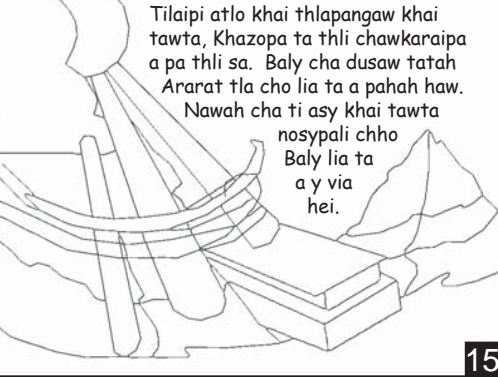 Tilaipi atlo khai thlapangaw khai
tawta, Khazopa ta thli chawkaraipa
a pa thli sa. Baly cha dusaw tatah
Ararat tla cho lia ta a pahah haw.
Nawah cha ti asy khai tawta
nosypali chho
Baly lia ta
a y via
hei.
15